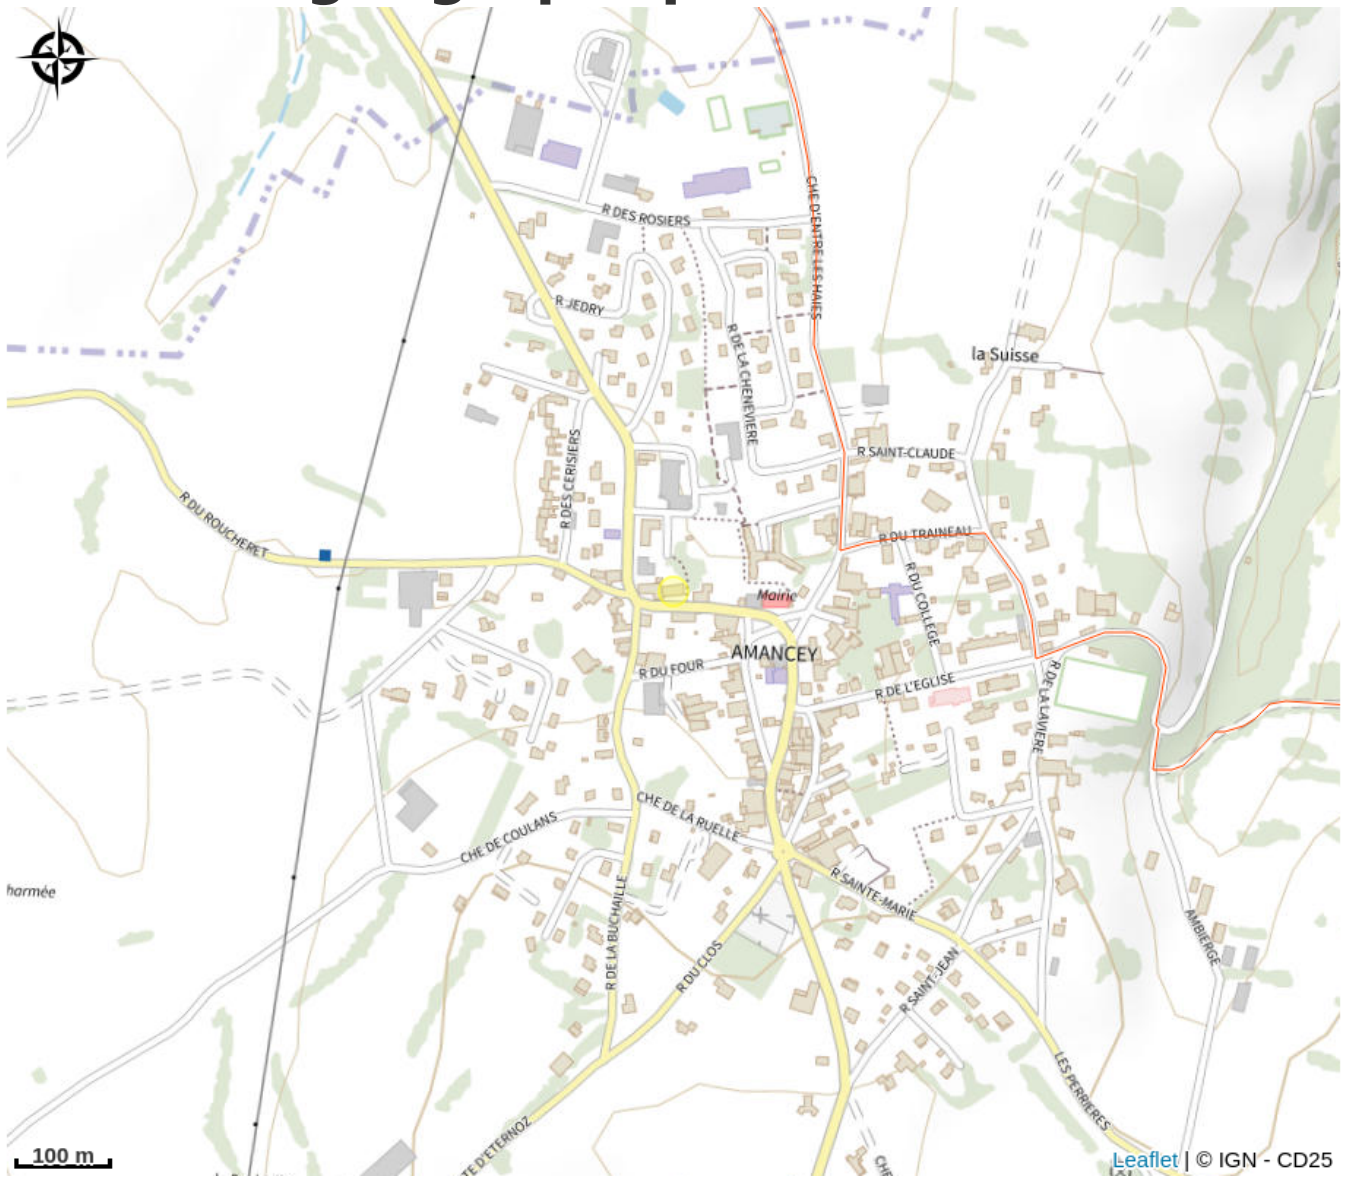 R DES ROSIERS
CHE D'ENTRE LES HAIES
R JEDRY
R DE LA CHENEVIERE
la Suisse
R DES CERISIERS
R SAINT-CLAUDE
R DU ROUCHERET
R DU TRAINEAU
R DU COLLEGE
Mairie
AMANCEY
R DU FOUR
R DE L'EGLISE
R DE LA LAVIERE
CHE DE LA RUELLE
CHE DE COULANS
R SAINTE-MARIE
harmée
R DE LA BUCHAILLE
R DU CLOS
R SAINT-JEAN
AMBIERGE
LES PERRIERES
TE D'ETERNOZ
CHE
100 m
Leaflet | © IGN - CD25